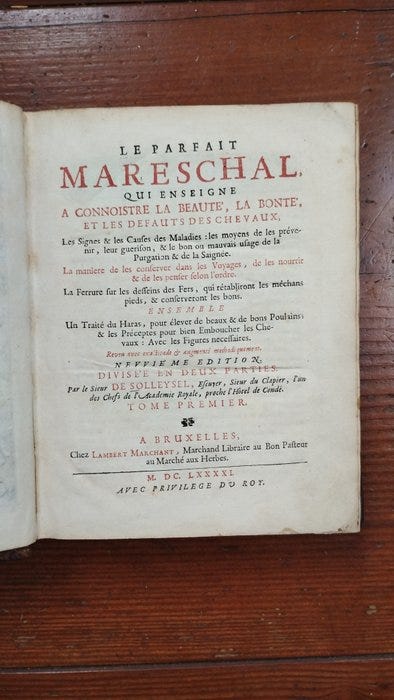 LE PARFAIT
MARESCHAL,
QUI ENSEIGNE
A CONNOISTRE LA BEAUTE', LA BONTE',
ET LES DEFAUTS DES CHEVAUX,
Les Signes & les Causes des Maladies : les moyens de les préve-
nir, leur guerison, & le bon ou mauvais usage de la
Purgation & de la Saignee.
La maniere de les conserver dans les Voyages, de les nourrir
& de les penser selon l'ordre.
La Ferrure sur les desseins des Fers, qui rétabliront les méchans
pieds, & conserveront les bons.
ENSEMBLE
Un Traité du Haras, pour élever de beaux & de bons Poulains;
& les Préceptes pour bien Emboucher les Che-
vaux : Avec les Figures necessaires.
Reveu avec exactitude & augmenté methodiquement.
NEUVIEME EDITION,
DIVISEE EN DEUX PARTIES.
Par le Sieur DE SOLLEYSEL, Escuyer, Sieur du Clapier, l'un
des Chefs de l'Academie Royale, proche l'Hôtel de Condé.
TOME PREMIER.
A BRUXELLES,
Chez LAMBERT MARCHANT, Marchand Libraire au Bon Pasteur
au Marché aux Herbes.
M. DC. LXXXXI.
AVEC PRIVILEGE DU ROY.